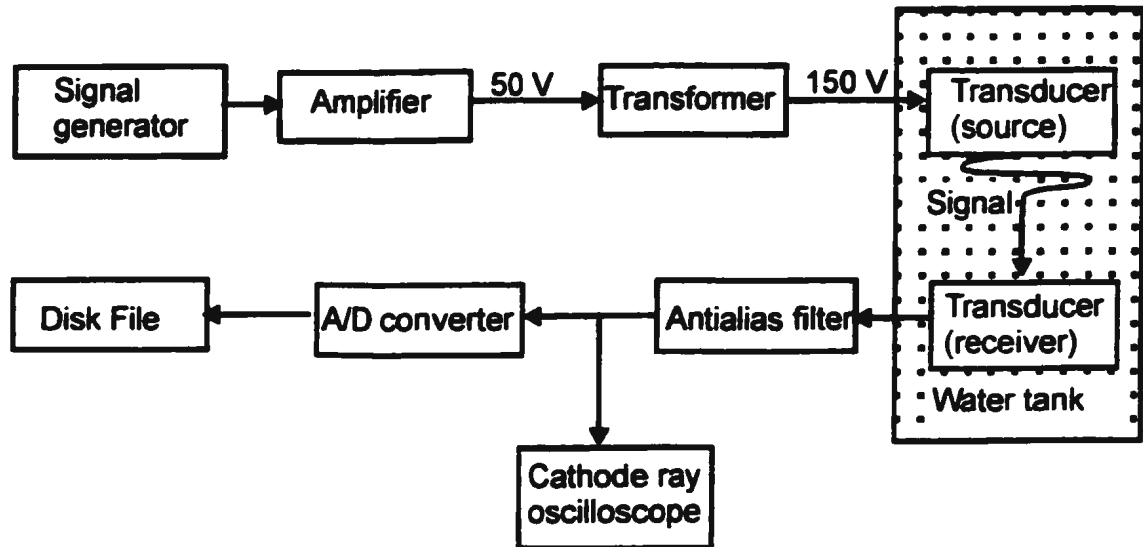 Signal
generator
Amplifier
50 V
Transformer
150 V
Transducer
(source)
Signal
Transducer
(receiver)
Water tank
Antialias filter
A/D converter
Disk File
Cathode ray
oscilloscope